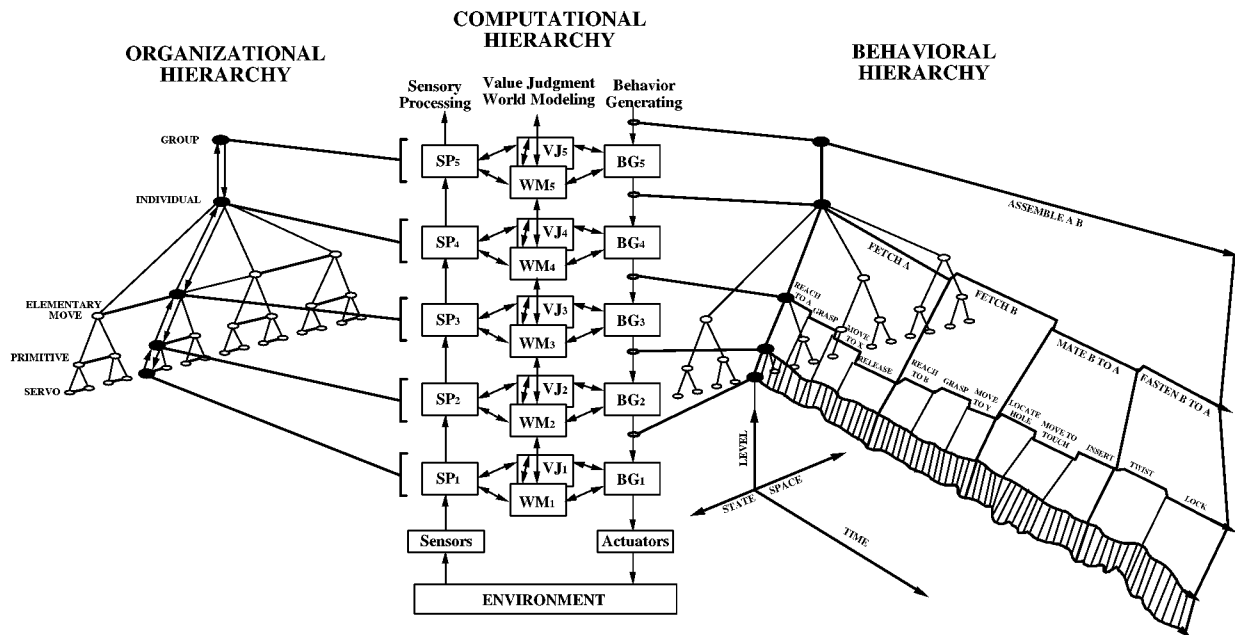 ORGANIZATIONAL
HIERARCHY
COMPUTATIONAL
HIERARCHY
BEHAVIORAL
HIERARCHY
Sensory
Processing
Value Judgment
World Modeling
Behavior
Generating
GROUP
INDIVIDUAL
ELEMENTARY
MOVE
PRIMITIVE
SERVO
SP5
VJ5
WM5
BG5
SP4
VJ4
WM4
BG4
SP3
VJ3
WM3
BG3
SP2
VJ2
WM2
BG2
SP1
VJ1
WM1
BG1
Sensors
Actuators
ENVIRONMENT
ASSEMBLE A B
FETCH A
FETCH B
MATE B TO A
FASTEN B TO A
REACH
TO A
GRASP
MOVE
TO X
RELEASE
REACH
TO B
GRASP
MOVE
TO Y
LOCATE
HOLE
MOVE TO
TOUCH
INSERT
TWIST
LOCK
LEVEL
STATE SPACE
TIME